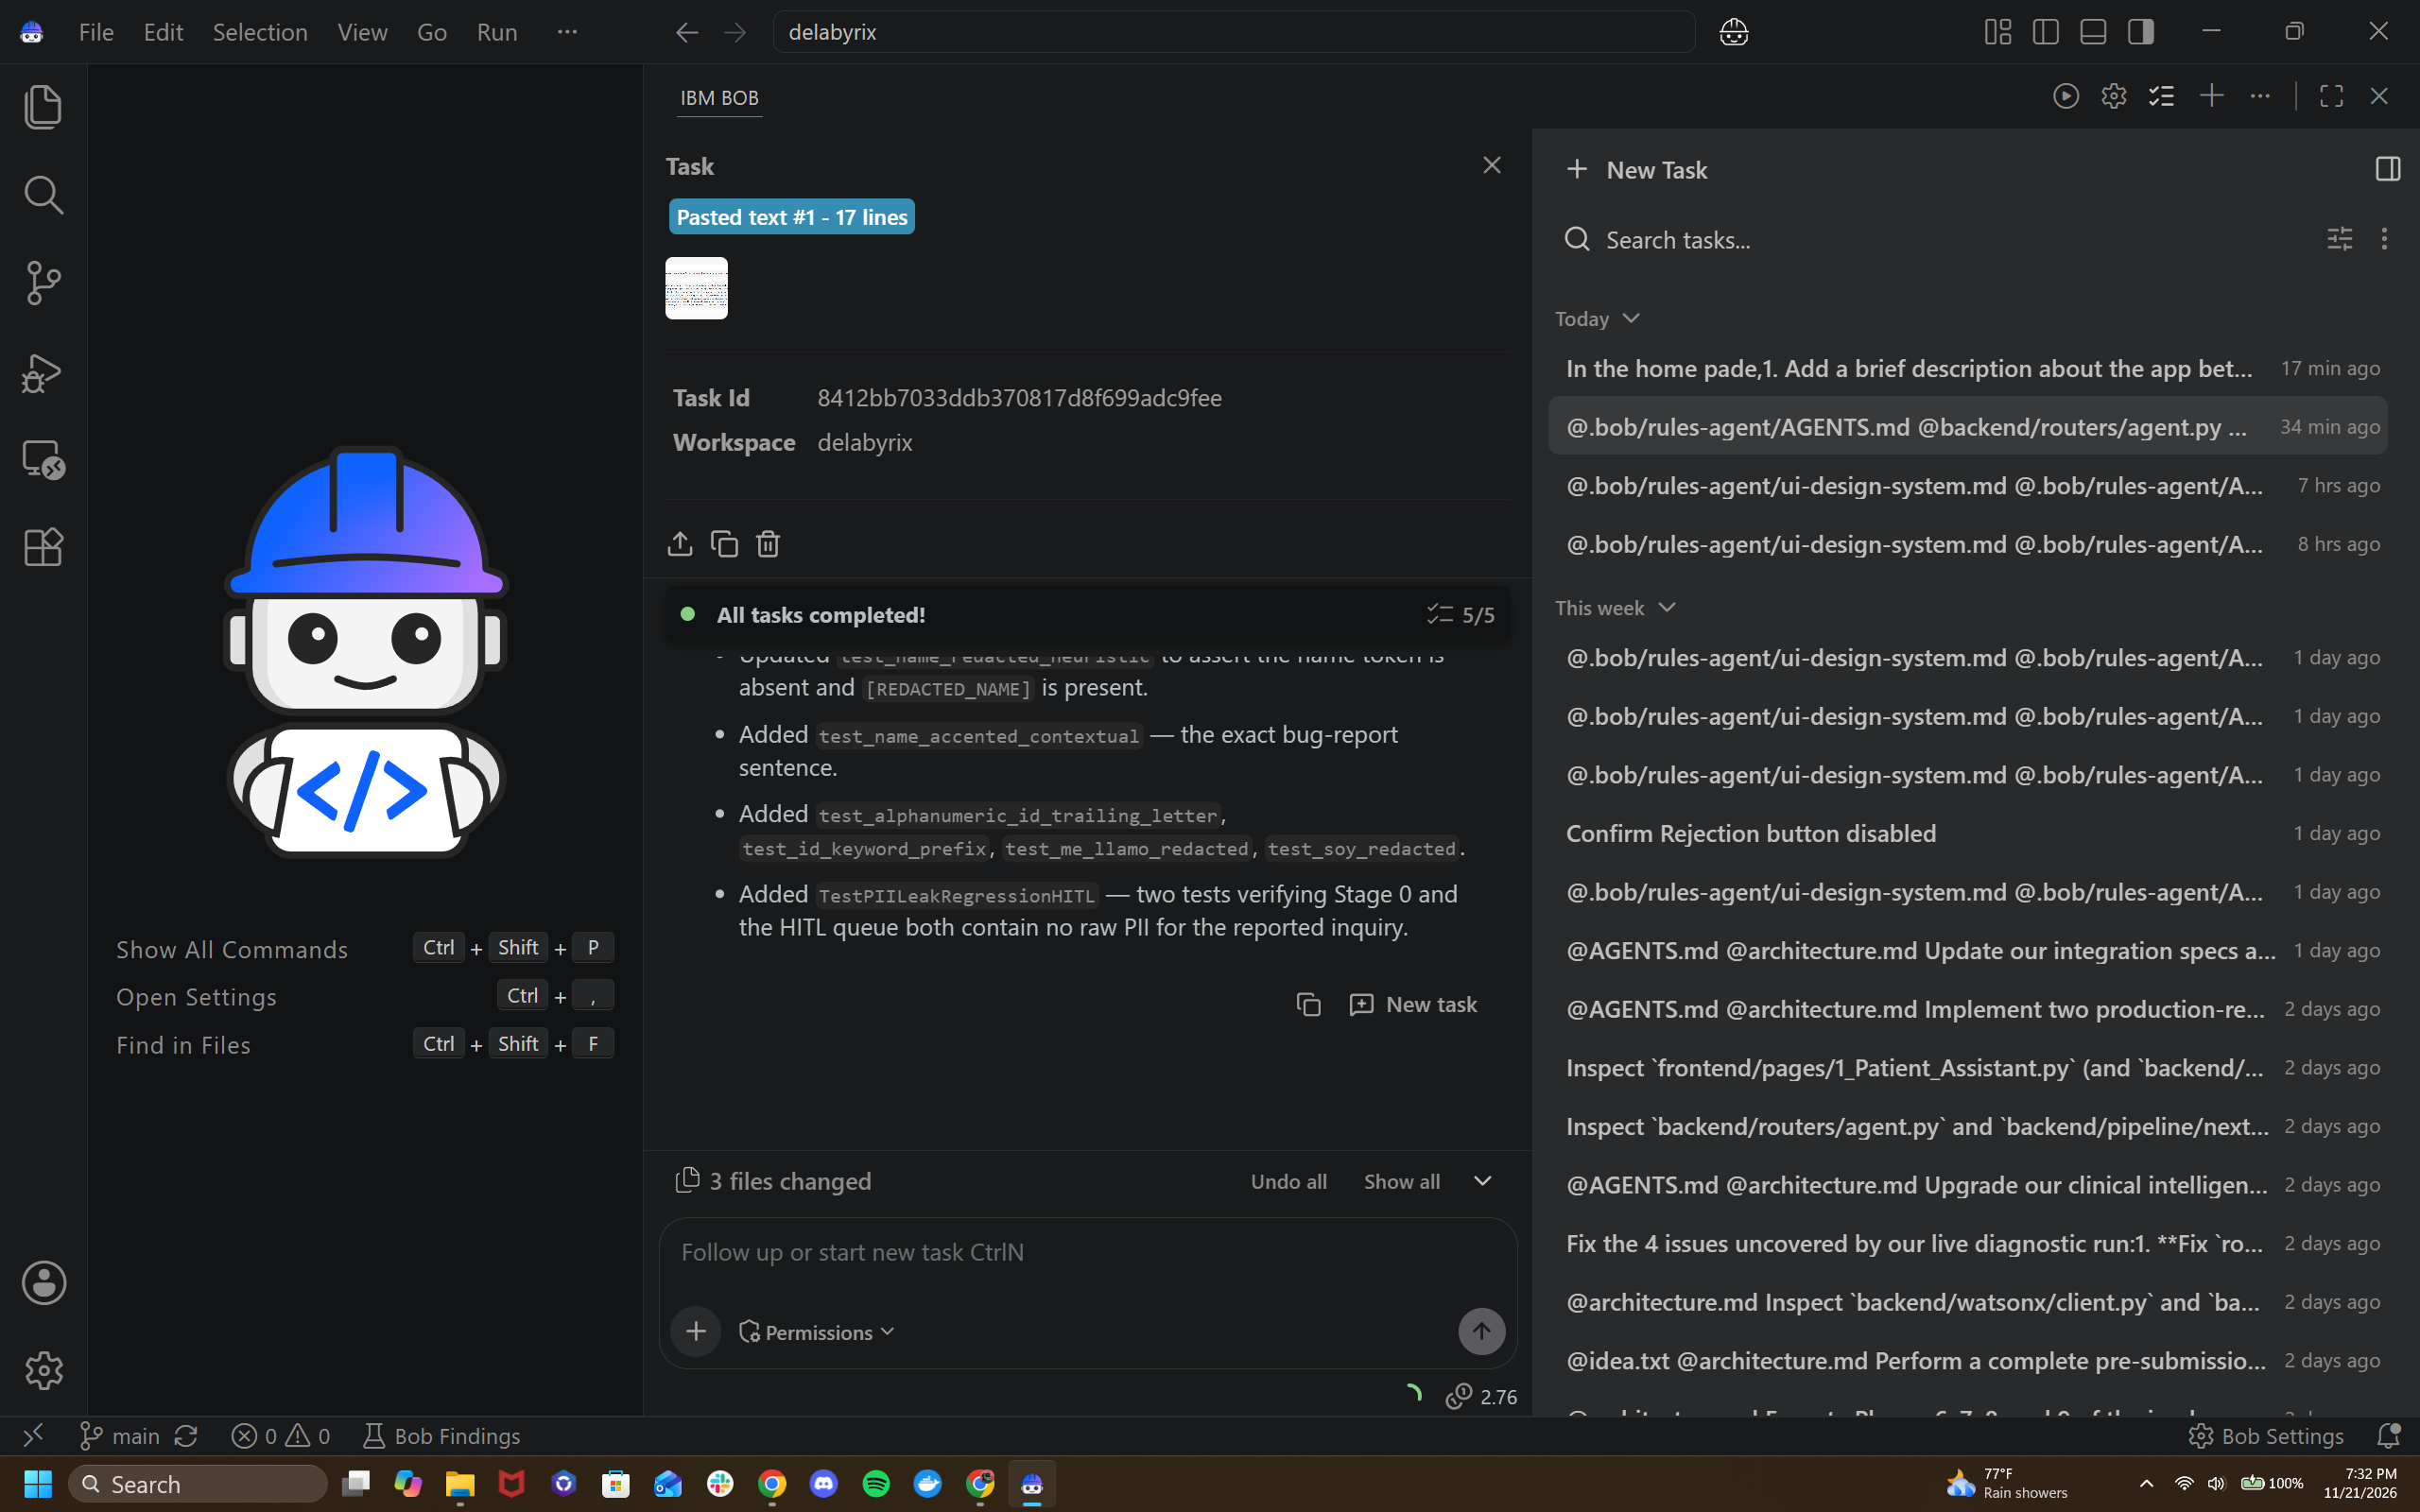 File Edit Selection View Go Run ···
delabyrix
IBM BOB
Task
Pasted text #1 - 17 lines
Task Id 8412bb7033ddb370817d8f699adc9fee
Workspace delabyrix
All tasks completed!
5/5
Updated test_name_redacted_heuristic to assert the name token is
absent and [REDACTED_NAME] is present.
• Added test_name_accented_contextual — the exact bug-report
sentence.
• Added test_alphanumeric_id_trailing_letter,
test_id_keyword_prefix, test_me_llamo_redacted, test_soy_redacted.
• Added TestPIILeakRegressionHITL — two tests verifying Stage 0 and
the HITL queue both contain no raw PII for the reported inquiry.
New task
3 files changed
Undo all
Show all
Follow up or start new task CtrlN
Permissions
2.76
Show All Commands Ctrl + Shift + P
Open Settings Ctrl + ,
Find in Files Ctrl + Shift + F
New Task
Search tasks...
Today
In the home pade,1. Add a brief description about the app bet... 17 min ago
@.bob/rules-agent/AGENTS.md @backend/routers/agent.py ... 34 min ago
@.bob/rules-agent/ui-design-system.md @.bob/rules-agent/A... 7 hrs ago
@.bob/rules-agent/ui-design-system.md @.bob/rules-agent/A... 8 hrs ago
This week
@.bob/rules-agent/ui-design-system.md @.bob/rules-agent/A... 1 day ago
@.bob/rules-agent/ui-design-system.md @.bob/rules-agent/A... 1 day ago
@.bob/rules-agent/ui-design-system.md @.bob/rules-agent/A... 1 day ago
Confirm Rejection button disabled 1 day ago
@.bob/rules-agent/ui-design-system.md @.bob/rules-agent/A... 1 day ago
@AGENTS.md @architecture.md Update our integration specs a... 1 day ago
@AGENTS.md @architecture.md Implement two production-re... 2 days ago
Inspect `frontend/pages/1_Patient_Assistant.py` (and `backend/... 2 days ago
Inspect `backend/routers/agent.py` and `backend/pipeline/next... 2 days ago
@AGENTS.md @architecture.md Upgrade our clinical intelligen... 2 days ago
Fix the 4 issues uncovered by our live diagnostic run:1. **Fix `ro... 2 days ago
@architecture.md Inspect `backend/watsonx/client.py` and `ba... 2 days ago
@idea.txt @architecture.md Perform a complete pre-submissio... 2 days ago
main
0
0
Bob Findings
Bob Settings
Search
77°F
Rain showers
100%
7:32 PM
11/21/2026